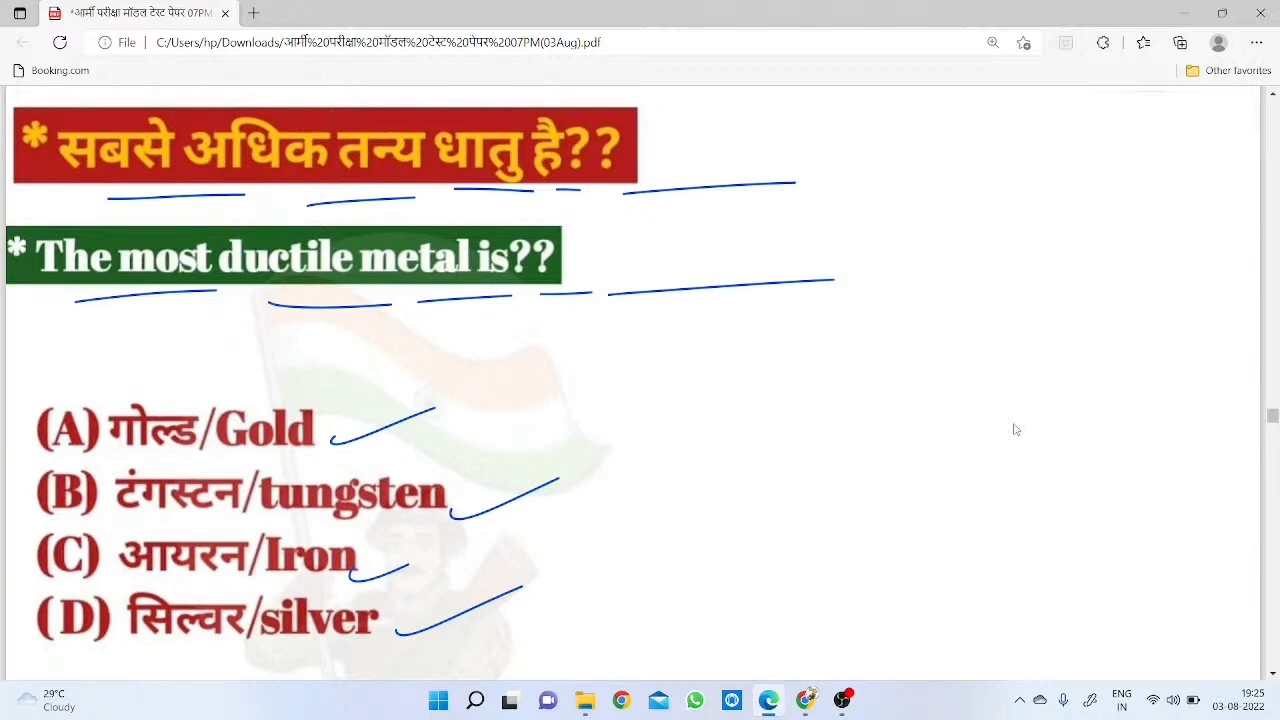 *आर्मी परीक्षा मॉडल टेस्ट पेपर 07PM
File C:/Users/hp/Downloads/आर्मी%20परीक्षा%20मॉडल%20टेस्ट%20पेपर%2007PM(03Aug).pdf
Booking.com
Other favorites
* सबसे अधिक तन्य धातु है??
* The most ductile metal is??
(A) गोल्ड/Gold
(B) टंगस्टन/tungsten
(C) आयरन/Iron
(D) सिल्वर/silver
29°C
Cloudy
ENG
IN
03-08-2022